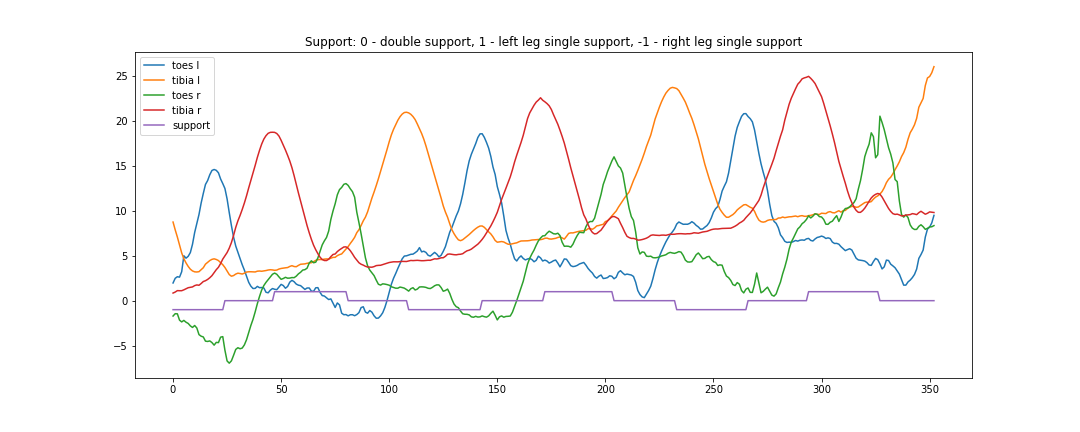 Support: 0 - double support, 1 - left leg single support, -1 - right leg single support
toes l
tibia l
toes r
tibia r
support
25
20
15
10
5
0
−5
0 50 100 150 200 250 300 350